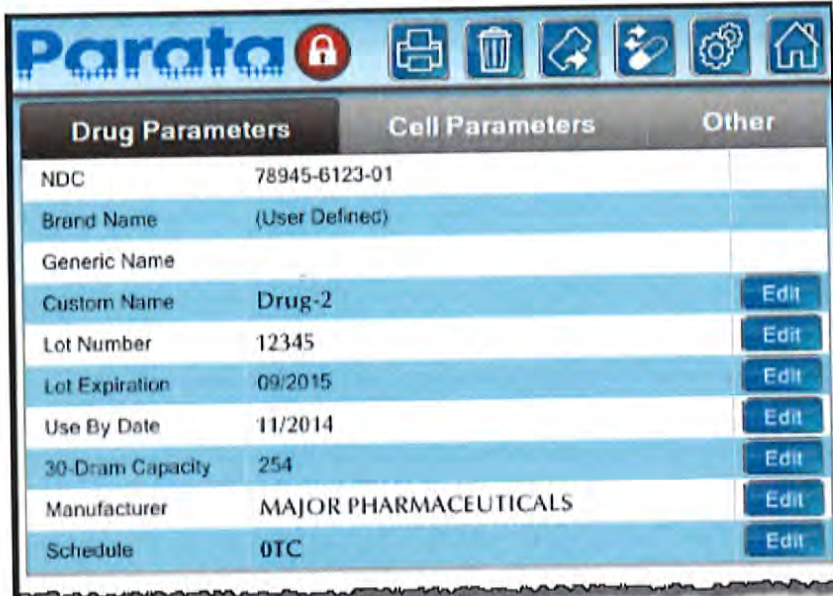 Parata
Drug Parameters Cell Parameters Other
NDC 78945-6123-01
Brand Name (User Defined)
Generic Name
Custom Name Drug-2 Edit
Lot Number 12345 Edit
Lot Expiration 09/2015 Edit
Use By Date 11/2014 Edit
30-Dram Capacity 254 Edit
Manufacturer MAJOR PHARMACEUTICALS Edit
Schedule 0TC Edit